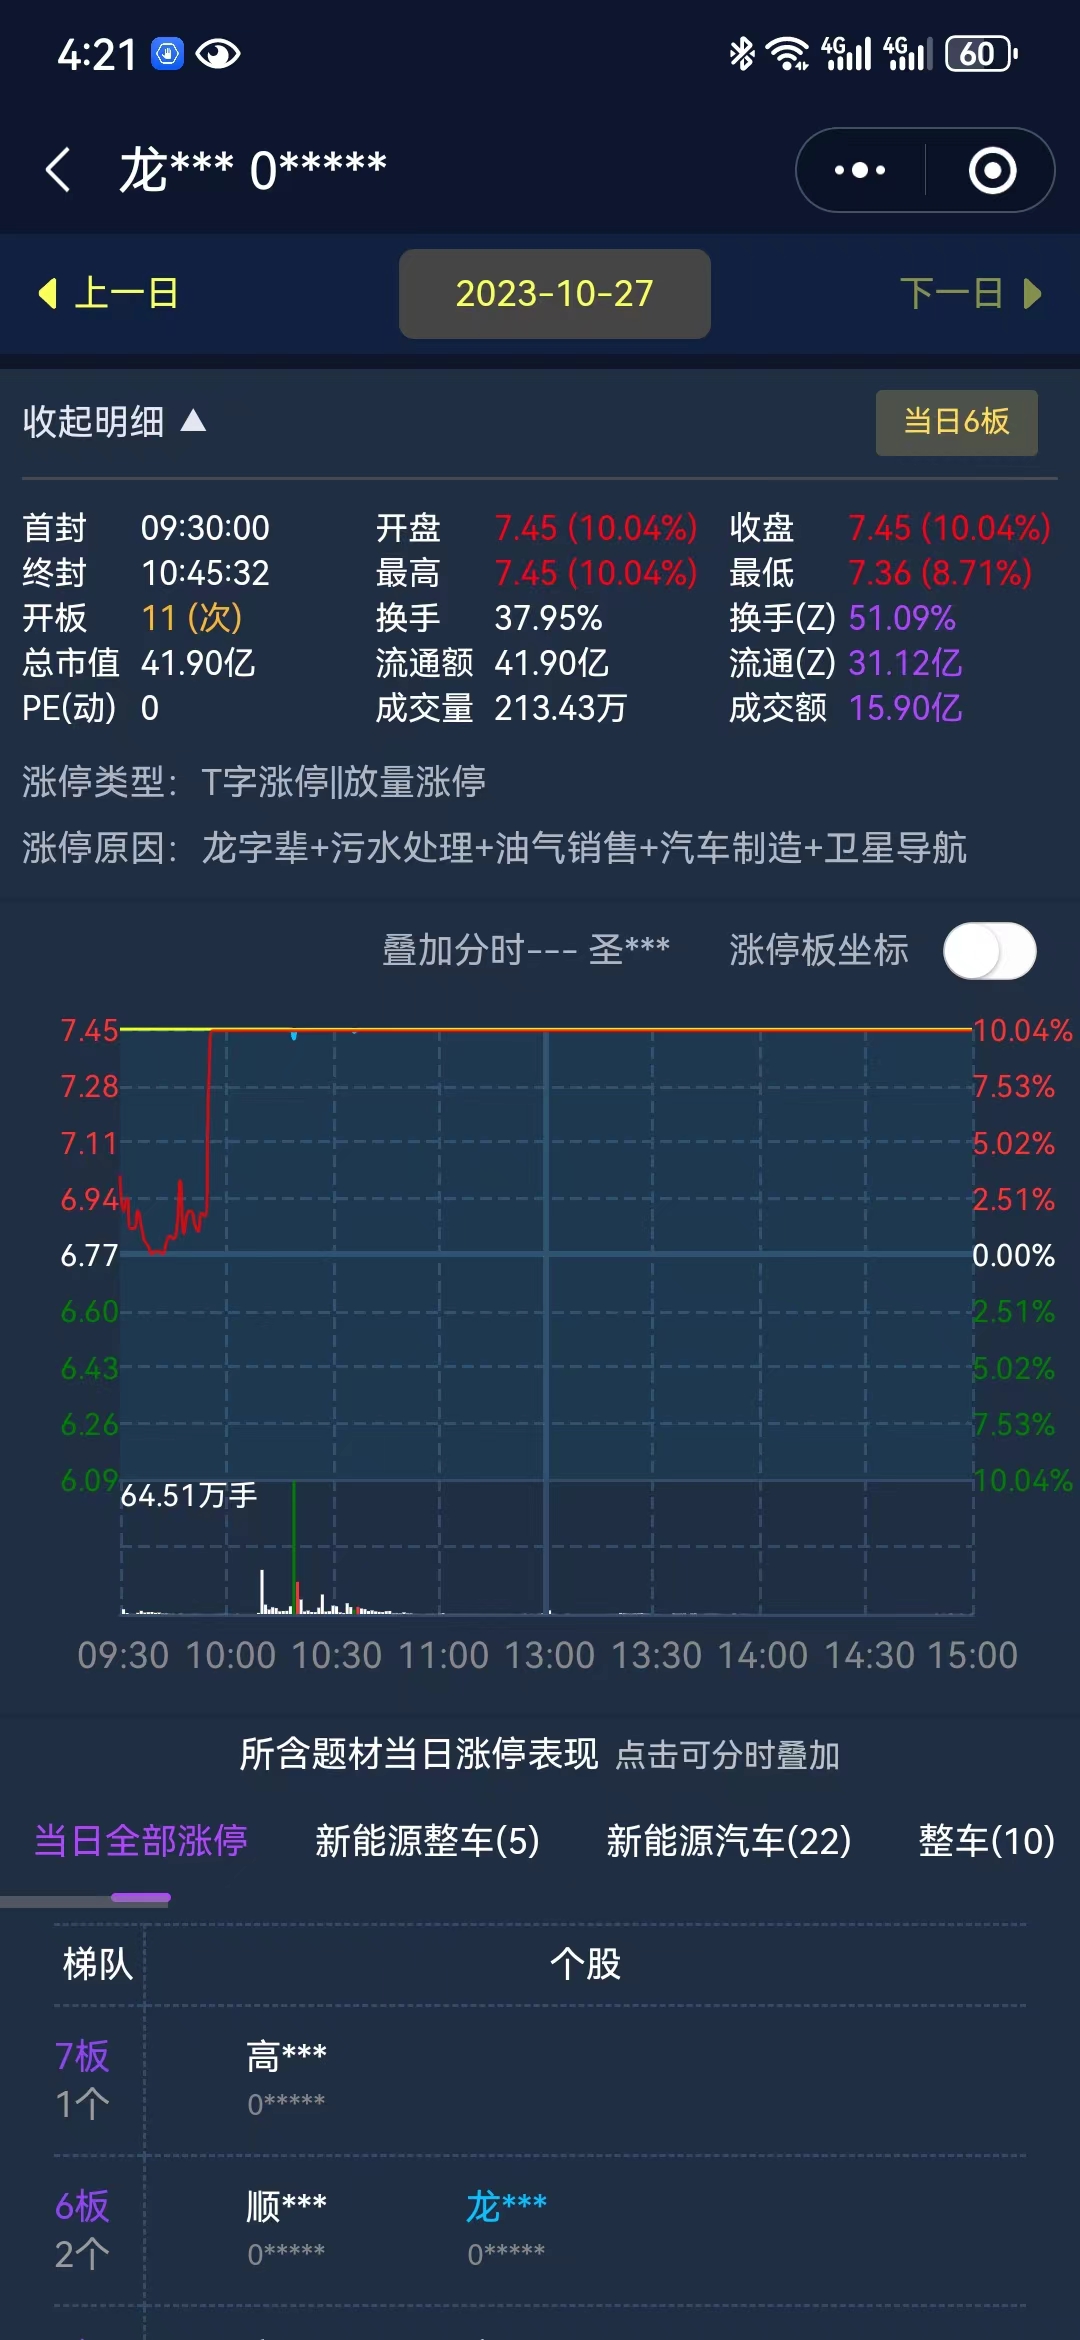 4:21 4G 4G 60
龙*** 0*****
上一日 2023-10-27 下一日
收起明细 当日6板
首封 09:30:00 开盘 7.45 (10.04%) 收盘 7.45 (10.04%)
终封 10:45:32 最高 7.45 (10.04%) 最低 7.36 (8.71%)
开板 11 (次) 换手 37.95% 换手(Z) 51.09%
总市值 41.90亿 流通额 41.90亿 流通(Z) 31.12亿
PE(动) 0 成交量 213.43万 成交额 15.90亿
涨停类型：T字涨停||放量涨停
涨停原因：龙字辈+污水处理+油气销售+汽车制造+卫星导航
叠加分时--- 圣*** 涨停板坐标
7.45 10.04%
7.28 7.53%
7.11 5.02%
6.94 2.51%
6.77 0.00%
6.60 2.51%
6.43 5.02%
6.26 7.53%
6.09 10.04%
64.51万手
09:30 10:00 10:30 11:00 13:00 13:30 14:00 14:30 15:00
所含题材当日涨停表现 点击可分时叠加
当日全部涨停 新能源整车(5) 新能源汽车(22) 整车(10)
梯队 个股
7板 高***
1个 0*****
6板 顺*** 龙***
2个 0***** 0*****